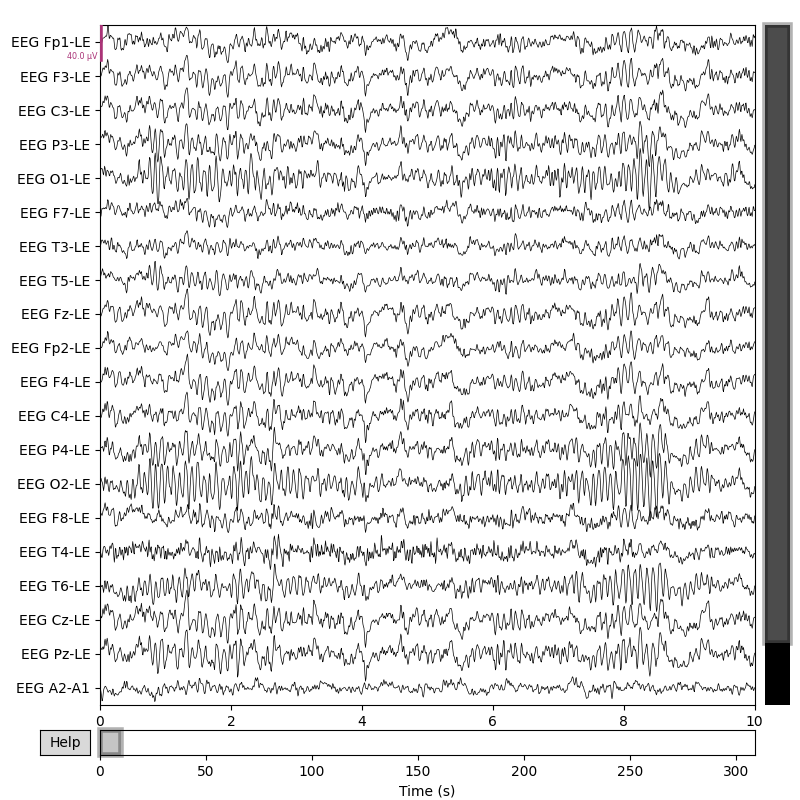 EEG Fp1-LE
40.0 µV
EEG F3-LE
EEG C3-LE
EEG P3-LE
EEG O1-LE
EEG F7-LE
EEG T3-LE
EEG T5-LE
EEG Fz-LE
EEG Fp2-LE
EEG F4-LE
EEG C4-LE
EEG P4-LE
EEG O2-LE
EEG F8-LE
EEG T4-LE
EEG T6-LE
EEG Cz-LE
EEG Pz-LE
EEG A2-A1
0 2 4 6 8 10
Help
0 50 100 150 200 250 300
Time (s)